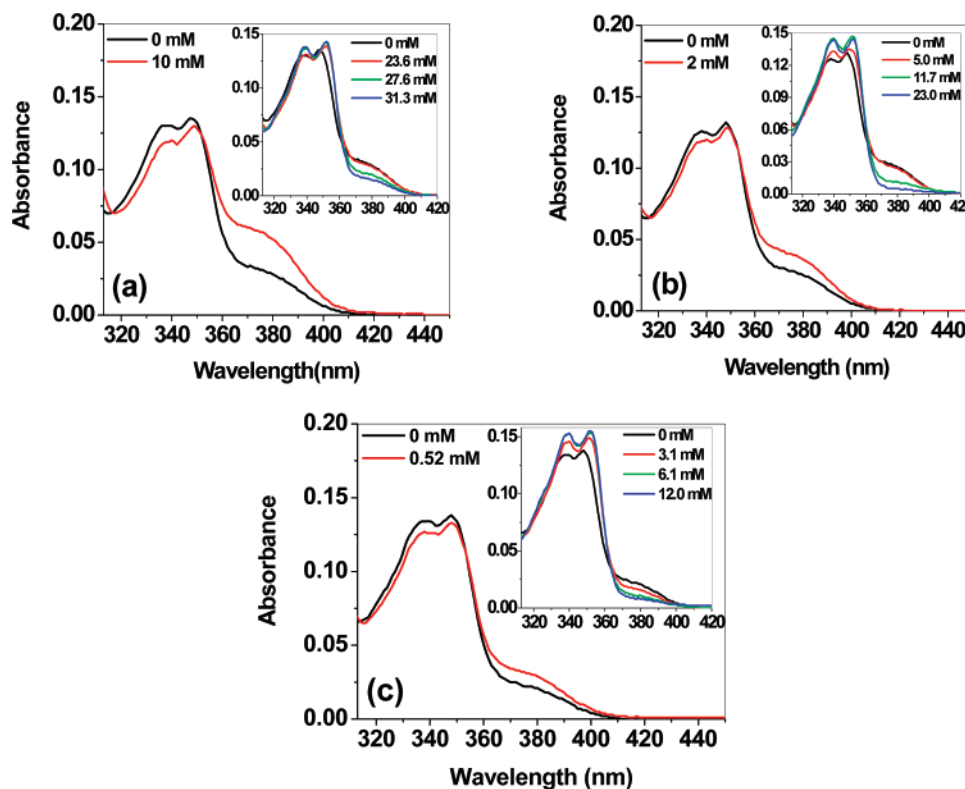 0.20
0.15
0.10
0.05
0.00
Absorbance
0 mM
10 mM
(a)
320 340 360 380 400 420 440
Wavelength(nm)
0.15
0.10
0.05
0.00
0 mM
23.6 mM
27.6 mM
31.3 mM
320 340 360 380 400 420
0.20
0.15
0.10
0.05
0.00
Absorbance
0 mM
2 mM
(b)
320 340 360 380 400 420 440
Wavelength (nm)
0.15
0.12
0.09
0.06
0.03
0.00
0 mM
5.0 mM
11.7 mM
23.0 mM
320 340 360 380 400 420
0.20
0.15
0.10
0.05
0.00
Absorbance
0 mM
0.52 mM
(c)
320 340 360 380 400 420 440
Wavelength (nm)
0.15
0.10
0.05
0.00
0 mM
3.1 mM
6.1 mM
12.0 mM
320 340 360 380 400 420